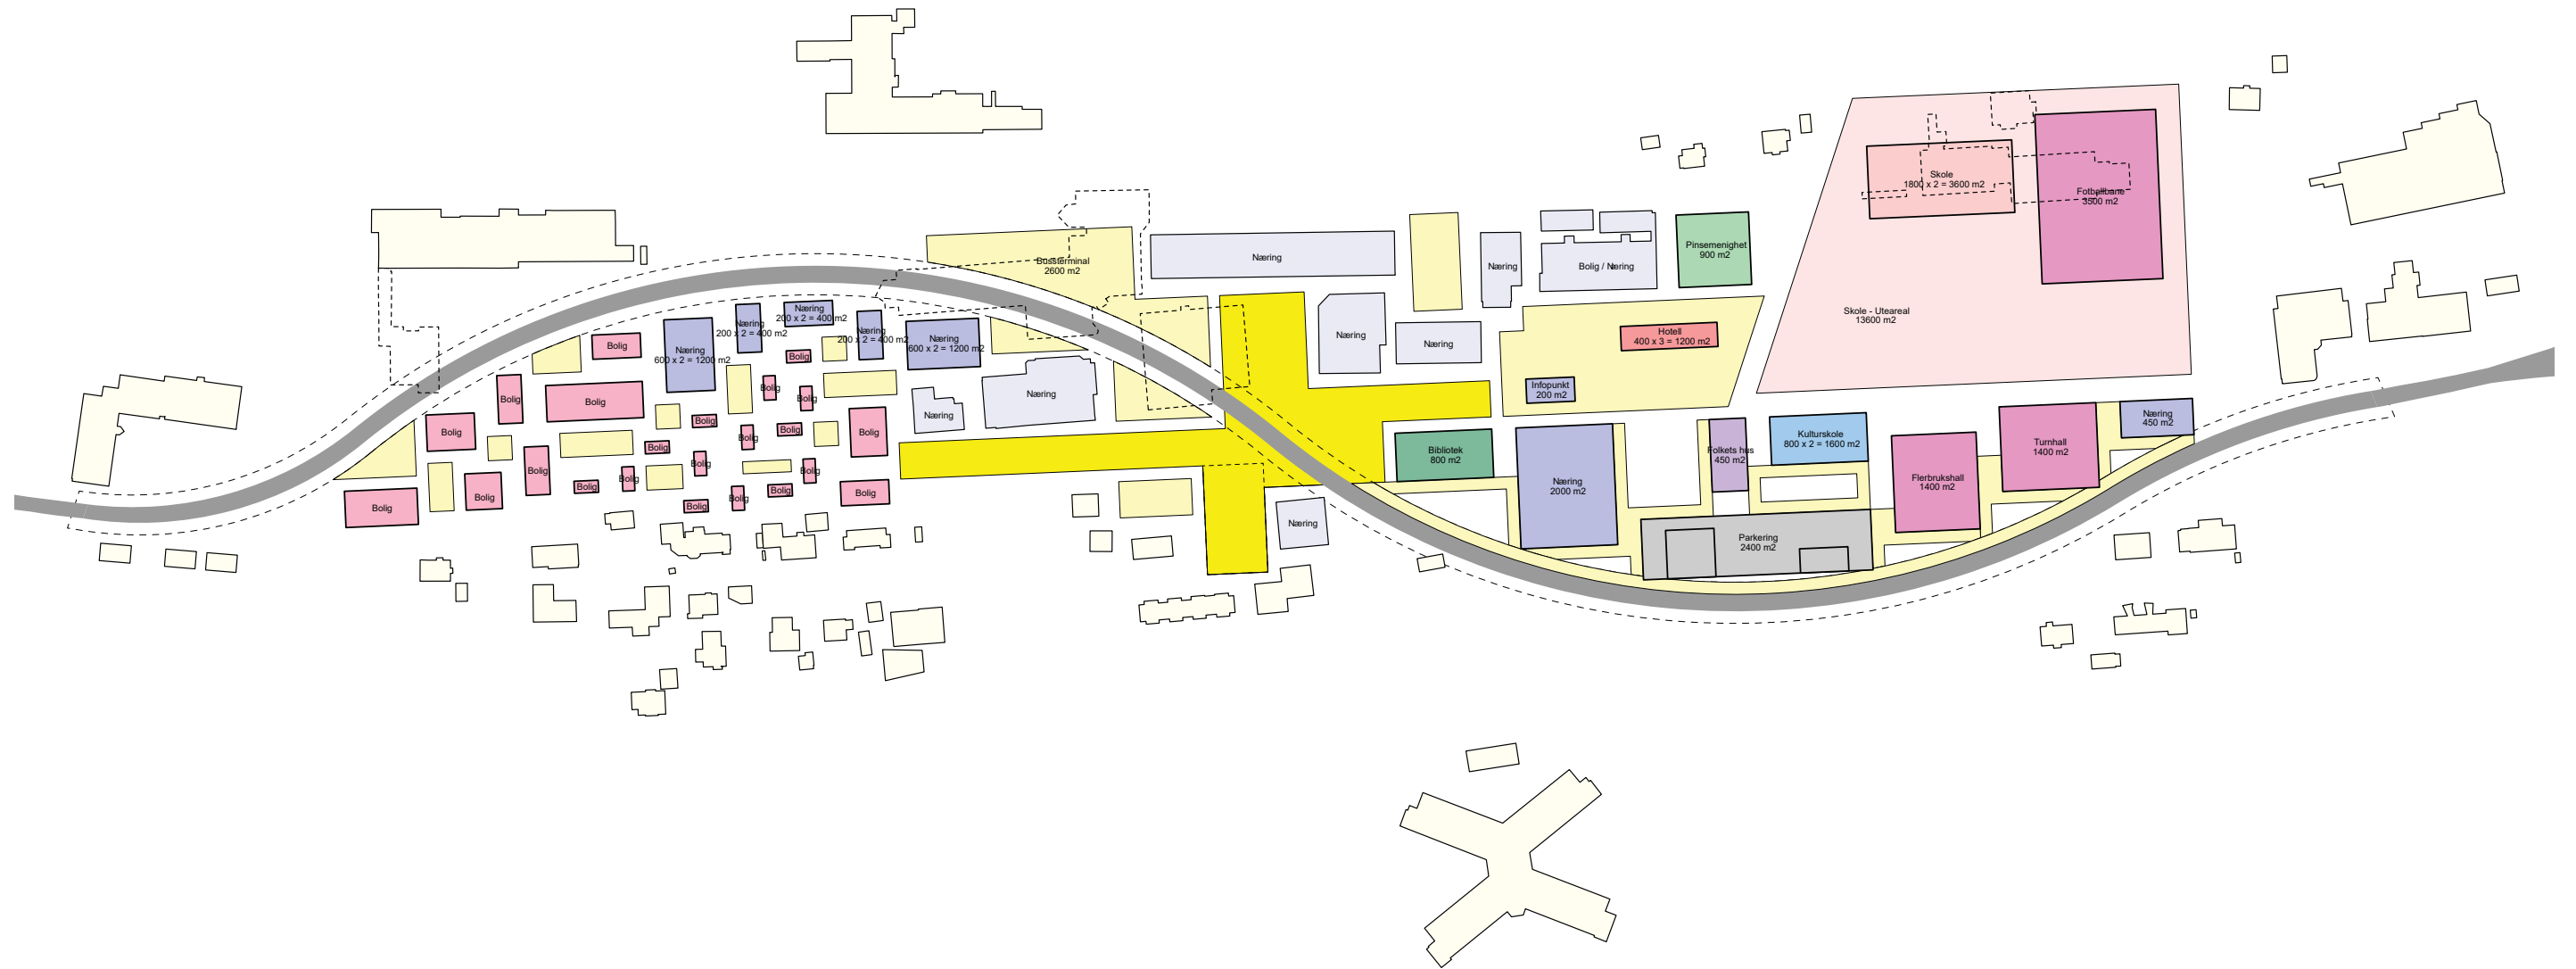 Skole
1800 x 2 = 3600 m2
Fotballbane
3500 m2
Pinsemenighet
900 m2
Bussterminal
2600 m2
Næring
Næring
Bolig / Næring
Skole - Uteareal
13600 m2
Næring
200 x 2 = 400 m2
Næring
200 x 2 = 400 m2
Næring
200 x 2 = 400 m2
Næring
600 x 2 = 1200 m2
Næring
600 x 2 = 1200 m2
Næring
Næring
Hotell
400 x 3 = 1200 m2
Bolig
Bolig
Infopunkt
200 m2
Bolig
Bolig
Bolig
Bolig
Næring
Næring
Bolig
Bolig
Bolig
Bolig
Bolig
Bolig
Bibliotek
800 m2
Folkets hus
450 m2
Kulturskole
800 x 2 = 1600 m2
Turnhall
1400 m2
Næring
450 m2
Bolig
Bolig
Bolig
Bolig
Bolig
Flerbrukshall
1400 m2
Næring
2000 m2
Bolig
Bolig
Bolig
Bolig
Bolig
Bolig
Bolig
Næring
Parkering
2400 m2